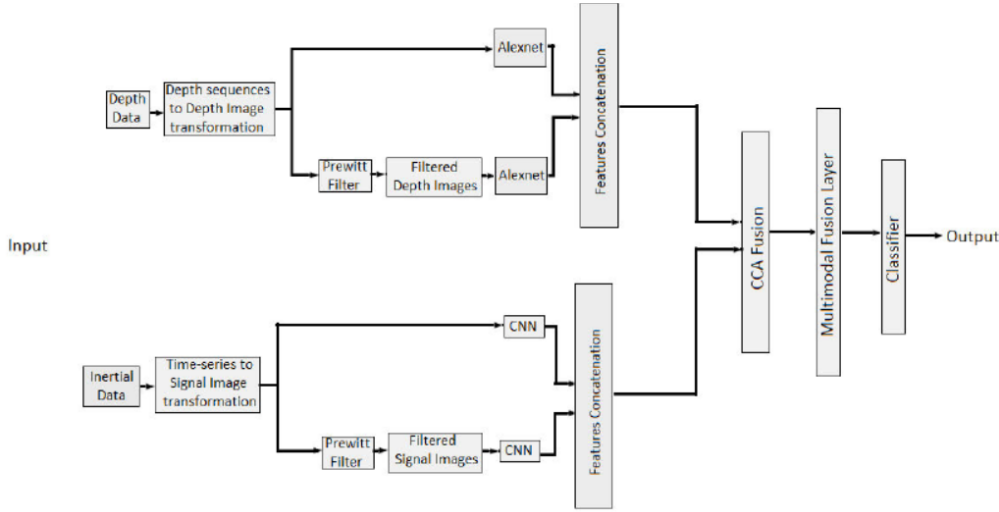 Input
Depth
Data
Depth sequences
to Depth Image
transformation
Alexnet
Prewitt
Filter
Filtered
Depth Images
Alexnet
Features Concatenation
Inertial
Data
Time-series to
Signal Image
transformation
CNN
Prewitt
Filter
Filtered
Signal Images
CNN
Features Concatenation
CCA Fusion
Multimodal Fusion Layer
Classifier
Output